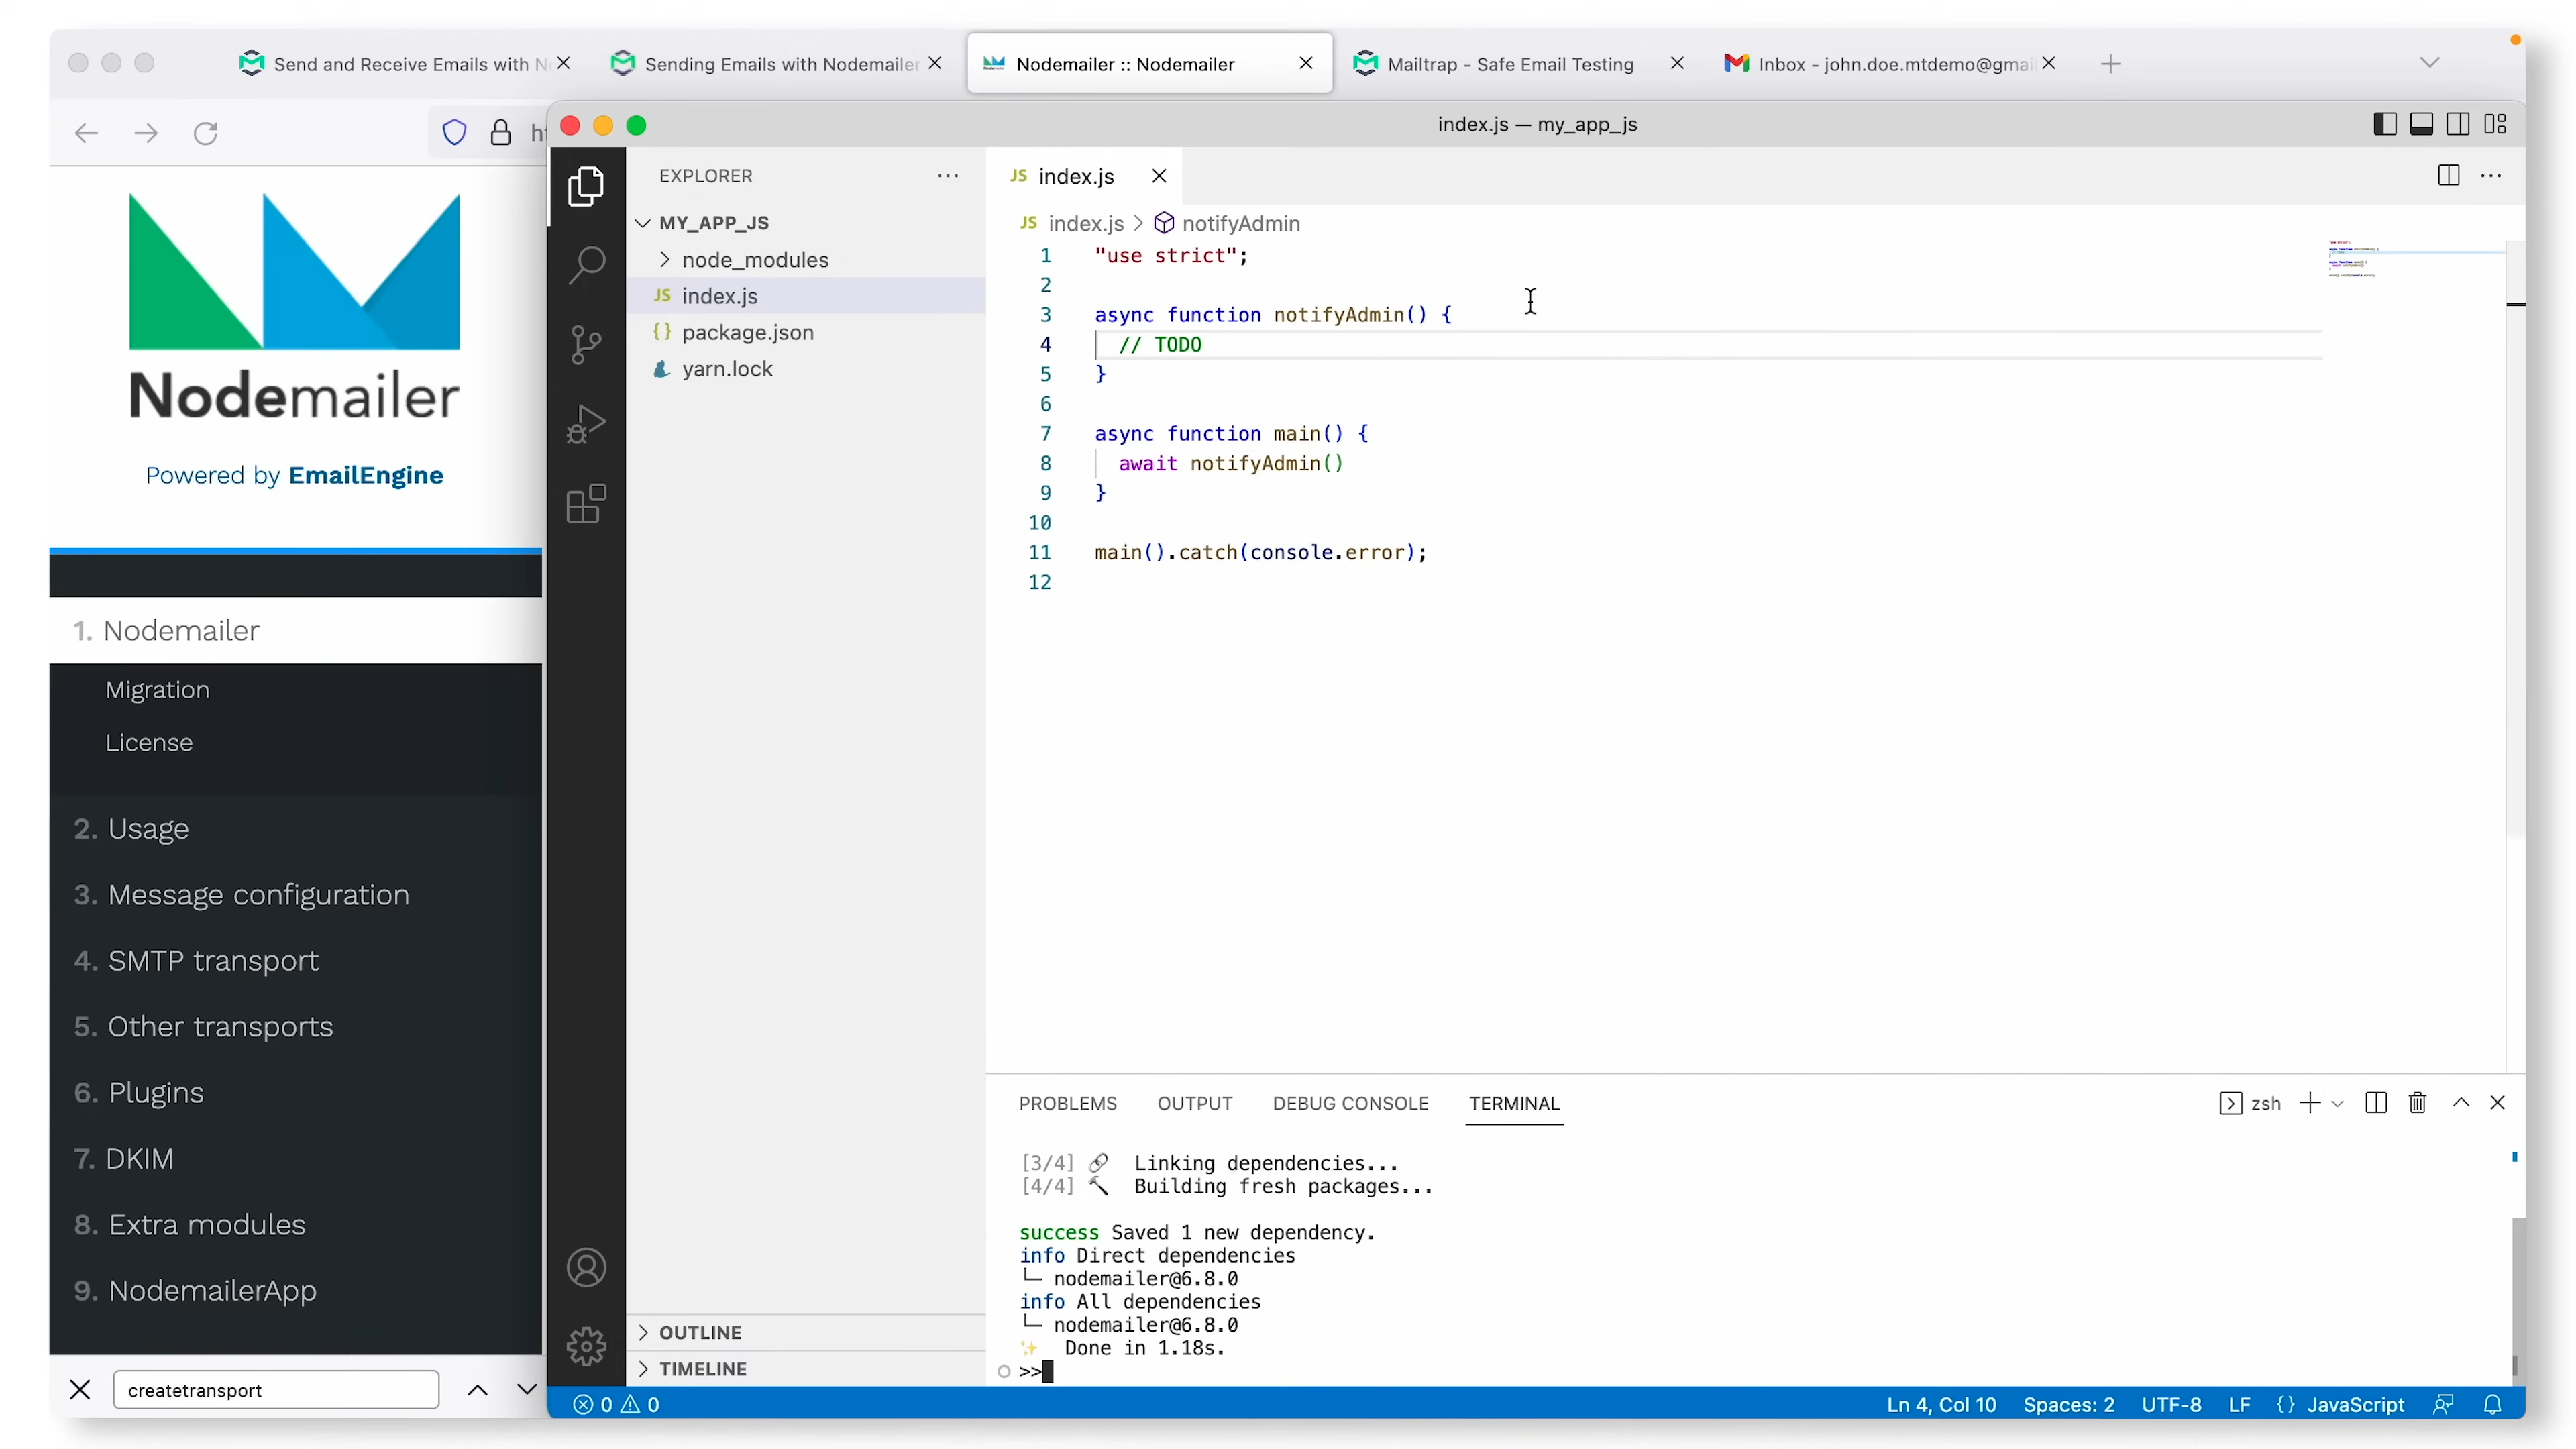 Send and Receive Emails with N
Sending Emails with Nodemailer
Nodemailer :: Nodemailer
Mailtrap - Safe Email Testing
Inbox - john.doe.mtdemo@gmai
ht
index.js — my_app_js
Nodemailer
Powered by EmailEngine
1. Nodemailer
Migration
License
2. Usage
3. Message configuration
4. SMTP transport
5. Other transports
6. Plugins
7. DKIM
8. Extra modules
9. NodemailerApp
createtransport
EXPLORER
MY_APP_JS
node_modules
JS index.js
{} package.json
yarn.lock
OUTLINE
TIMELINE
JS index.js
JS index.js > notifyAdmin
1 "use strict";
2
3 async function notifyAdmin() {
4 // TODO
5 }
6
7 async function main() {
8 await notifyAdmin()
9 }
10
11 main().catch(console.error);
12
PROBLEMS OUTPUT DEBUG CONSOLE TERMINAL
zsh
[3/4] Linking dependencies...
[4/4] Building fresh packages...
success Saved 1 new dependency.
info Direct dependencies
└─ nodemailer@6.8.0
info All dependencies
└─ nodemailer@6.8.0
Done in 1.18s.
>>
0 0
Ln 4, Col 10 Spaces: 2 UTF-8 LF {} JavaScript